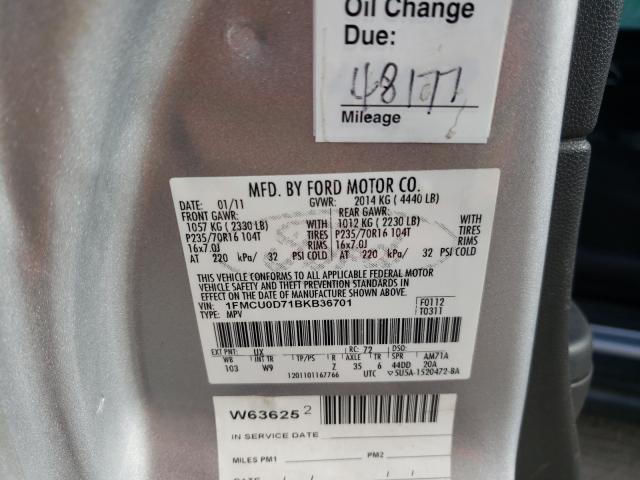 Oil Change
Due:
48177
Mileage
MFD. BY FORD MOTOR CO.
DATE: 01/11 GVWR: 2014 KG ( 4440 LB)
FRONT GAWR: REAR GAWR:
1057 KG ( 2330 LB) WITH 1012 KG ( 2230 LB) WITH
P235/70R16 104T TIRES P235/70R16 104T TIRES
16x7.0J RIMS 16x7.0J RIMS
AT 220 kPa/ 32 PSI COLD AT 220 kPa/ 32 PSI COLD
THIS VEHICLE CONFORMS TO ALL APPLICABLE FEDERAL MOTOR
VEHICLE SAFETY AND THEFT PREVENTION STANDARDS IN
EFFECT ON THE DATE OF MANUFACTURE SHOWN ABOVE.
VIN: 1FMCU0D71BKB36701 F0112
TYPE: MPV T0311
EXT PNT: UX RC: 72 DSO:
WB INT TR TP/PS R AXLE TR SPR AM71A
103 W9 Z 35 6 44DD 20A
1201101167766 UTC 5U5A-1520472-BA
W63625 2
IN SERVICE DATE
MILES PM1 PM2
/ / / /